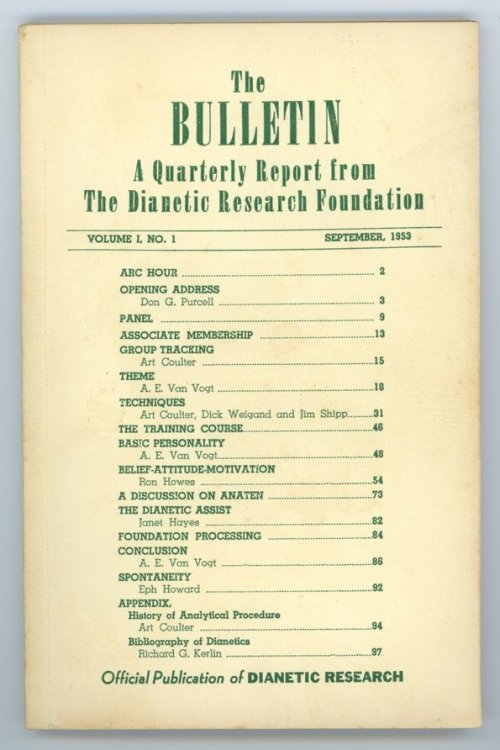 The
BULLETIN
A Quarterly Report from
The Dianetic Research Foundation
VOLUME I, NO. 1 SEPTEMBER, 1953
ARC HOUR 2
OPENING ADDRESS
Don G. Purcell 3
PANEL 9
ASSOCIATE MEMBERSHIP 13
GROUP TRACKING
Art Coulter 15
THEME
A. E. Van Vogt 18
TECHNIQUES
Art Coulter, Dick Weigand and Jim Shipp 31
THE TRAINING COURSE 46
BASIC PERSONALITY
A. E. Van Vogt 48
BELIEF-ATTITUDE-MOTIVATION
Ron Howes 54
A DISCUSSION ON ANATEN 73
THE DIANETIC ASSIST
Janet Hayes 82
FOUNDATION PROCESSING 84
CONCLUSION
A. E. Van Vogt 86
SPONTANEITY
Eph Howard 92
APPENDIX,
History of Analytical Procedure
Art Coulter 94
Bibliography of Dianetics
Richard G. Kerlin 97
Official Publication of DIANETIC RESEARCH